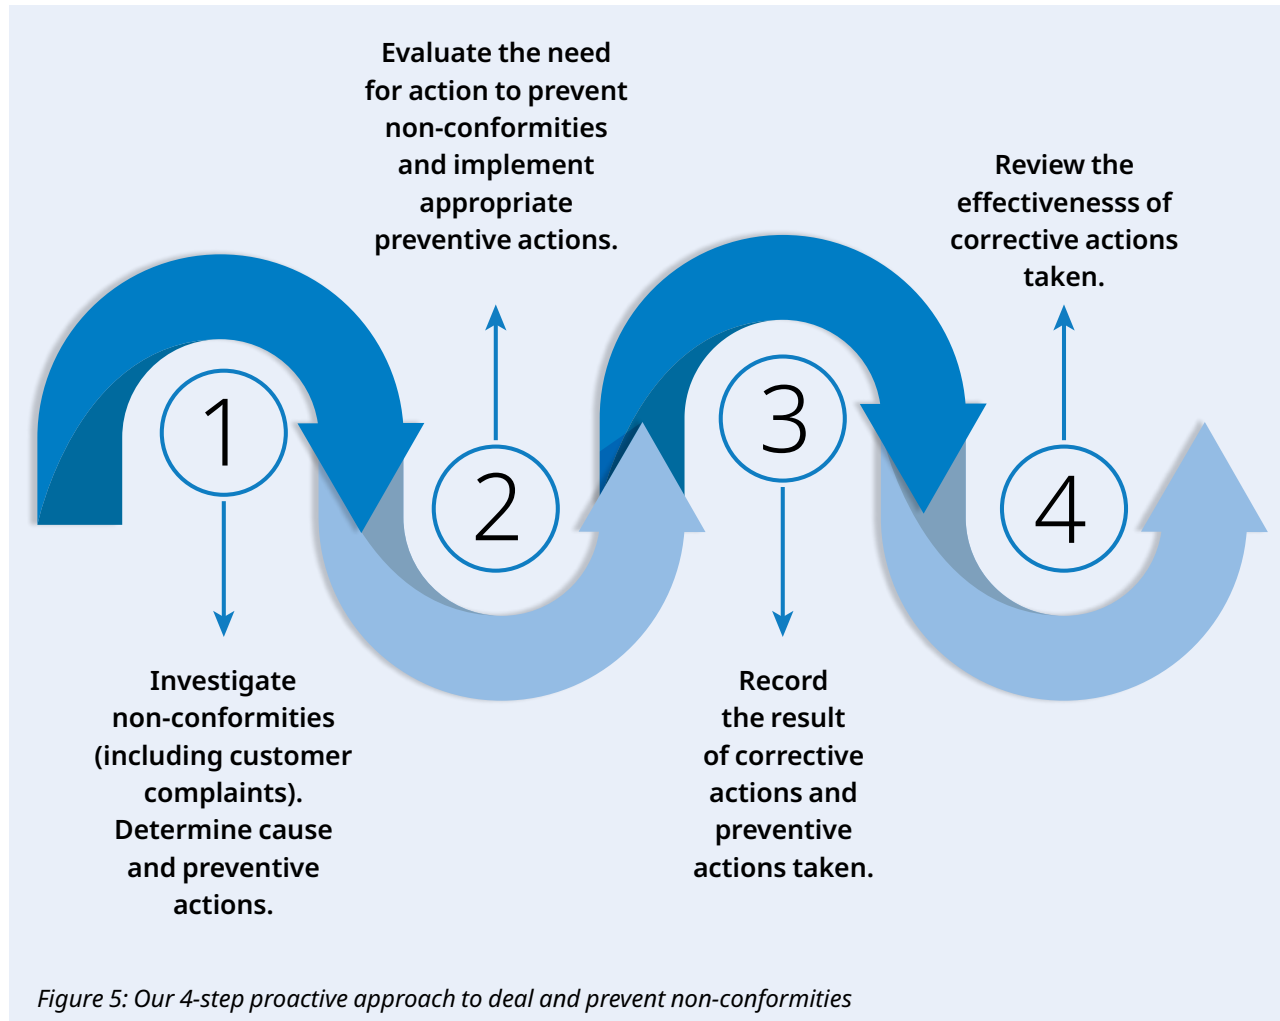 1
Investigate
non-conformities
(including customer
complaints).
Determine cause
and preventive
actions.
2
Evaluate the need
for action to prevent
non-conformities
and implement
appropriate
preventive actions.
3
Record
the result
of corrective
actions and
preventive
actions taken.
4
Review the
effectivenesss of
corrective actions
taken.
Figure 5: Our 4-step proactive approach to deal and prevent non-conformities